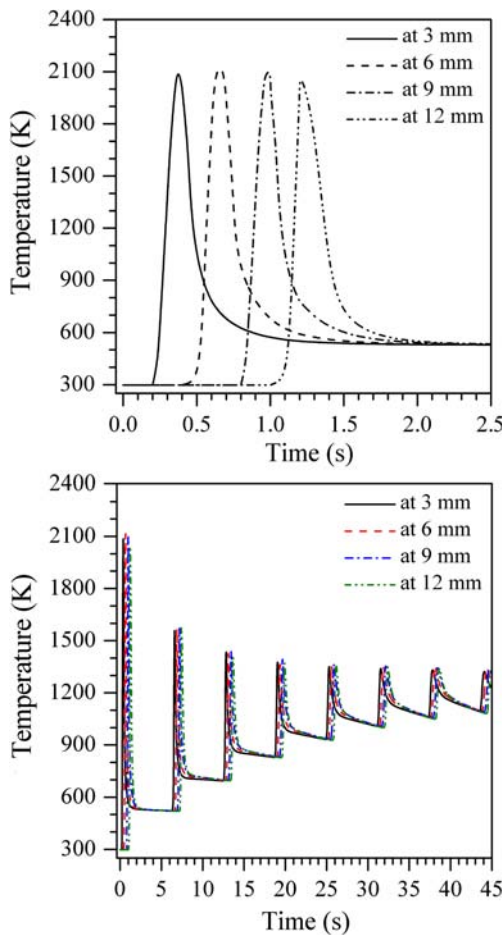 2400
2100
1800
1500
1200
900
600
300
Temperature (K)
at 3 mm
at 6 mm
at 9 mm
at 12 mm
0.0 0.5 1.0 1.5 2.0 2.5
Time (s)
2400
2100
1800
1500
1200
900
600
300
Temperature (K)
at 3 mm
at 6 mm
at 9 mm
at 12 mm
0 5 10 15 20 25 30 35 40 45
Time (s)